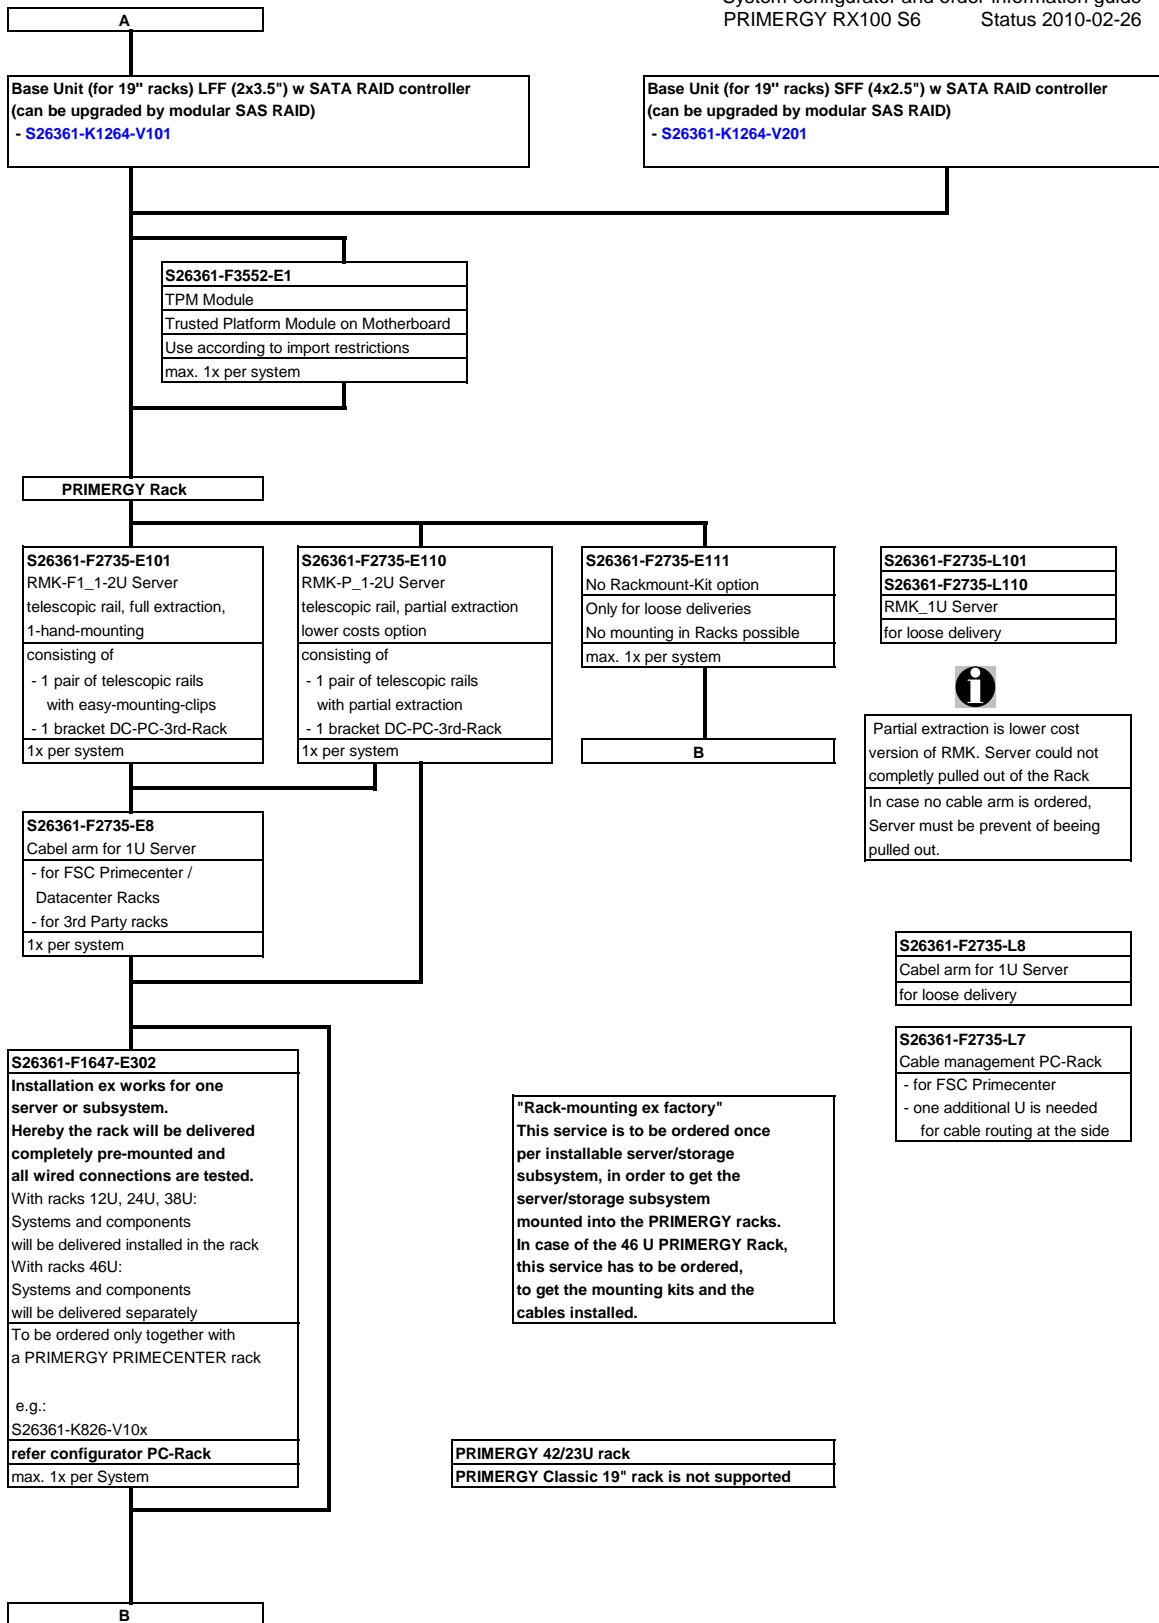 System configurator and order information guide
PRIMERGY RX100 S6 Status 2010-02-26
A
Base Unit (for 19" racks) LFF (2x3.5") w SATA RAID controller
(can be upgraded by modular SAS RAID)
- S26361-K1264-V101
Base Unit (for 19" racks) SFF (4x2.5") w SATA RAID controller
(can be upgraded by modular SAS RAID)
- S26361-K1264-V201
S26361-F3552-E1
TPM Module
Trusted Platform Module on Motherboard
Use according to import restrictions
max. 1x per system
PRIMERGY Rack
S26361-F2735-E101
RMK-F1_1-2U Server
telescopic rail, full extraction,
1-hand-mounting
consisting of
- 1 pair of telescopic rails
with easy-mounting-clips
- 1 bracket DC-PC-3rd-Rack
1x per system
S26361-F2735-E110
RMK-P_1-2U Server
telescopic rail, partial extraction
lower costs option
consisting of
- 1 pair of telescopic rails
with partial extraction
- 1 bracket DC-PC-3rd-Rack
1x per system
S26361-F2735-E111
No Rackmount-Kit option
Only for loose deliveries
No mounting in Racks possible
max. 1x per system
B
S26361-F2735-L101
S26361-F2735-L110
RMK_1U Server
for loose delivery
i
Partial extraction is lower cost
version of RMK. Server could not
completly pulled out of the Rack
In case no cable arm is ordered,
Server must be prevent of beeing
pulled out.
S26361-F2735-E8
Cabel arm for 1U Server
- for FSC Primecenter /
Datacenter Racks
- for 3rd Party racks
1x per system
S26361-F2735-L8
Cabel arm for 1U Server
for loose delivery
S26361-F2735-L7
Cable management PC-Rack
- for FSC Primecenter
- one additional U is needed
for cable routing at the side
S26361-F1647-E302
Installation ex works for one
server or subsystem.
Hereby the rack will be delivered
completely pre-mounted and
all wired connections are tested.
With racks 12U, 24U, 38U:
Systems and components
will be delivered installed in the rack
With racks 46U:
Systems and components
will be delivered separately
To be ordered only together with
a PRIMERGY PRIMECENTER rack
e.g.:
S26361-K826-V10x
refer configurator PC-Rack
max. 1x per System
"Rack-mounting ex factory"
This service is to be ordered once
per installable server/storage
subsystem, in order to get the
server/storage subsystem
mounted into the PRIMERGY racks.
In case of the 46 U PRIMERGY Rack,
this service has to be ordered,
to get the mounting kits and the
cables installed.
PRIMERGY 42/23U rack
PRIMERGY Classic 19" rack is not supported
B